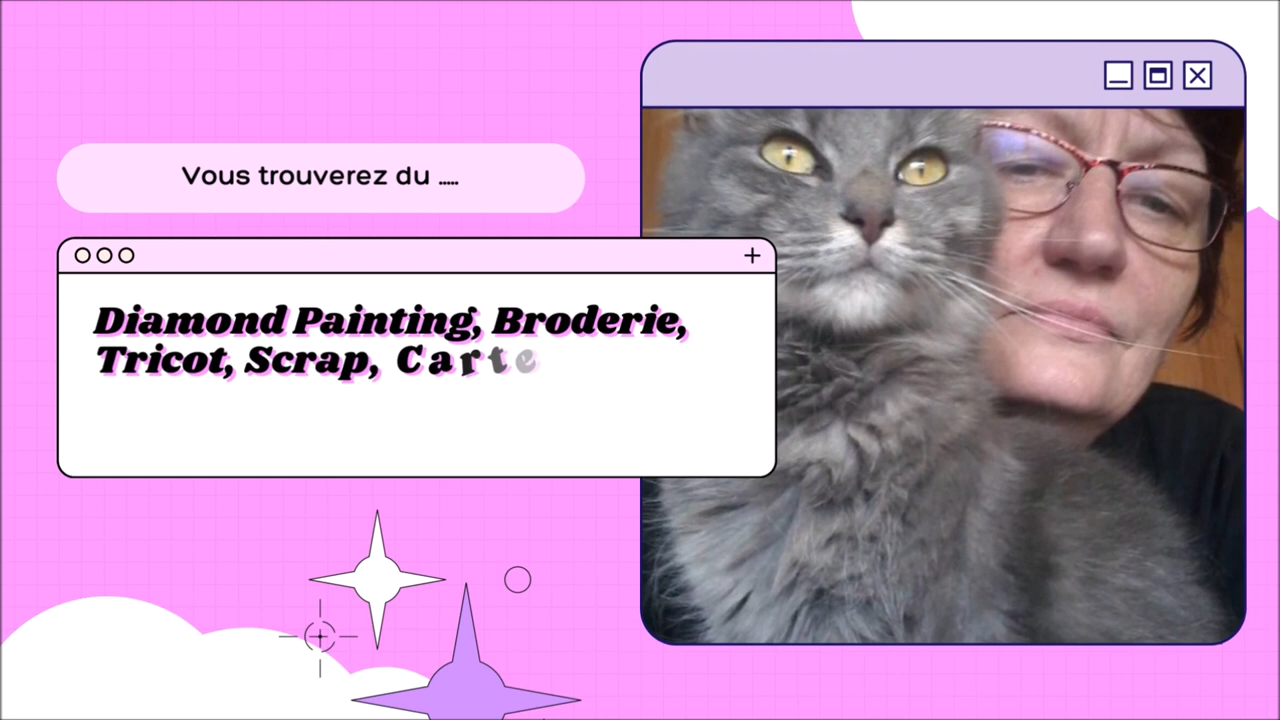 Vous trouverez du .....
Diamond Painting, Broderie,
Tricot, Scrap, Carte